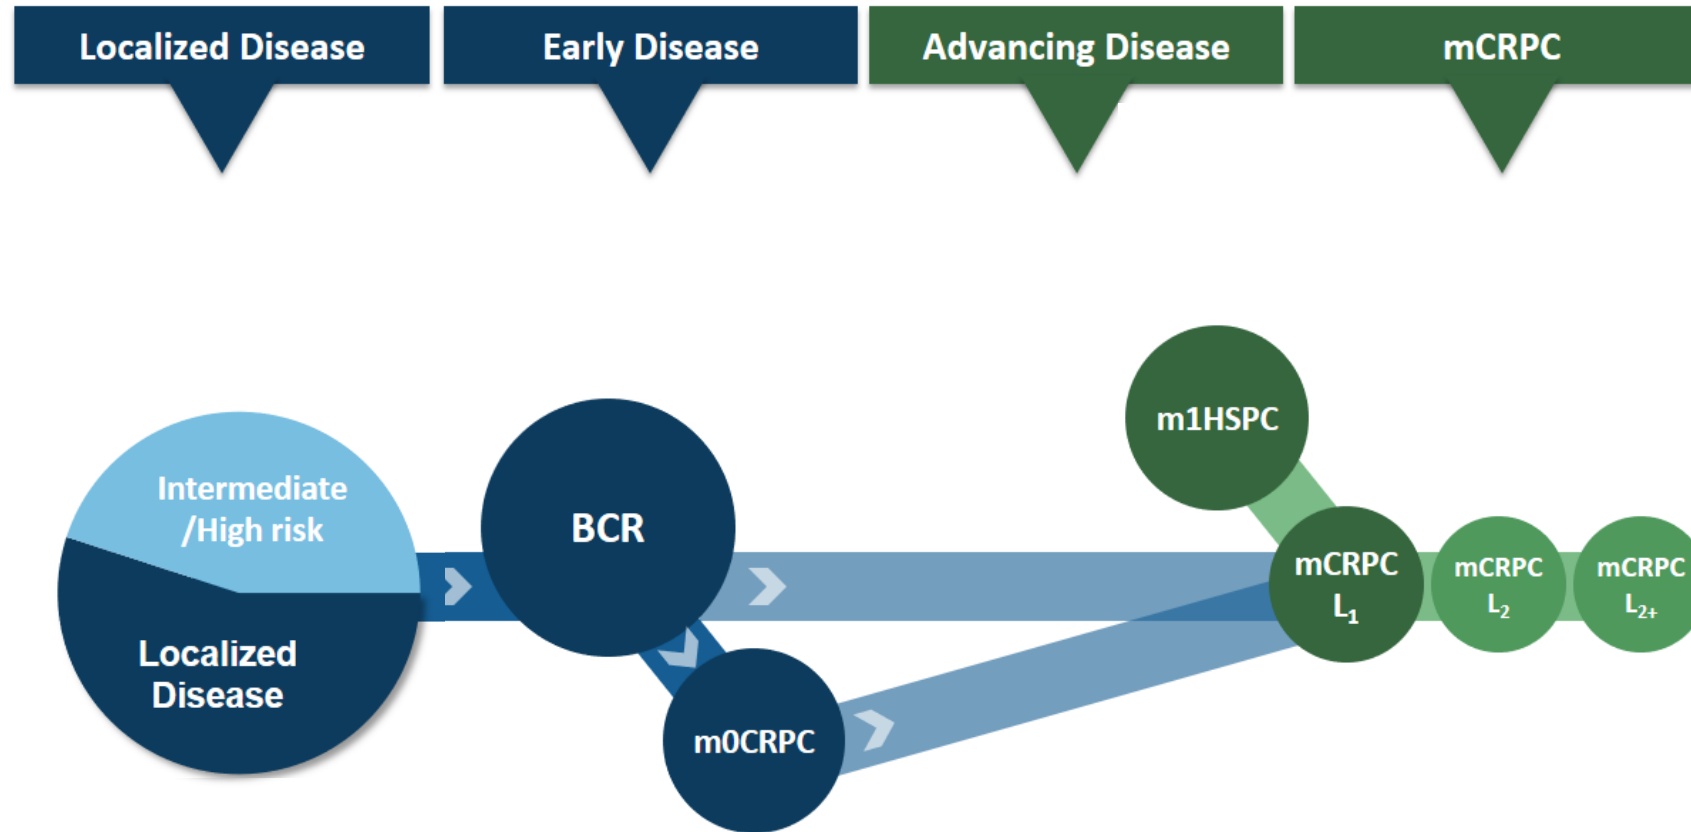 Localized Disease
Early Disease
Advancing Disease
mCRPC
Intermediate
/High risk
Localized
Disease
BCR
m0CRPC
m1HSPC
mCRPC
L₁
mCRPC
L₂
mCRPC
L₂₊